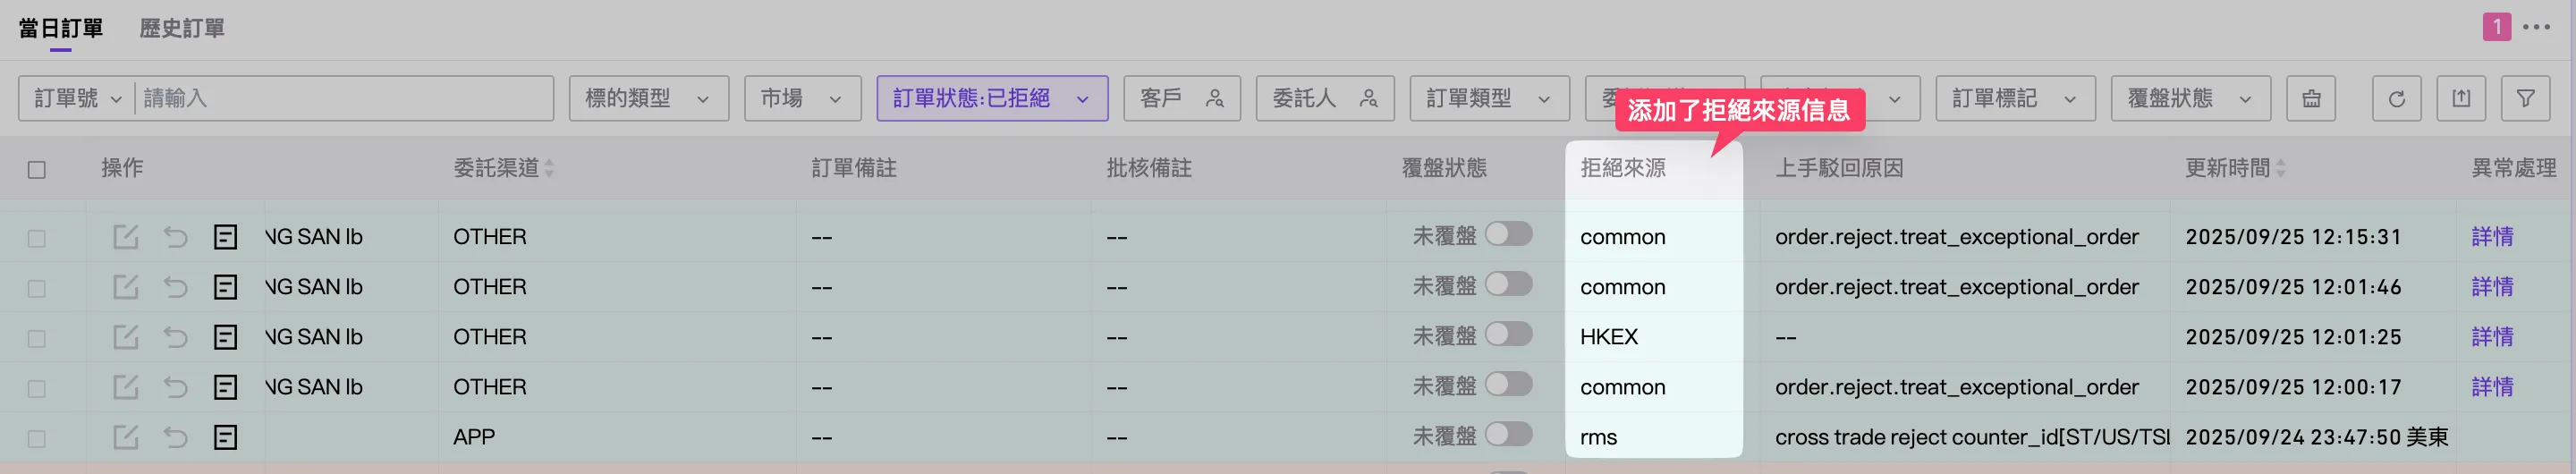 當日訂單 歷史訂單 1
訂單號 請輸入 標的類型 市場 訂單狀態:已拒絕 客戶 委託人 訂單類型 訂單標記 覆盤狀態
添加了拒絕來源信息
操作 委託渠道 訂單備註 批核備註 覆盤狀態 拒絕來源 上手駁回原因 更新時間 異常處理
NG SAN lb OTHER -- -- 未覆盤 common order.reject.treat_exceptional_order 2025/09/25 12:15:31 詳情
NG SAN lb OTHER -- -- 未覆盤 common order.reject.treat_exceptional_order 2025/09/25 12:01:46 詳情
NG SAN lb OTHER -- -- 未覆盤 HKEX -- 2025/09/25 12:01:25 詳情
NG SAN lb OTHER -- -- 未覆盤 common order.reject.treat_exceptional_order 2025/09/25 12:00:17 詳情
APP -- -- 未覆盤 rms cross trade reject counter_id[ST/US/TSL 2025/09/24 23:47:50 美東